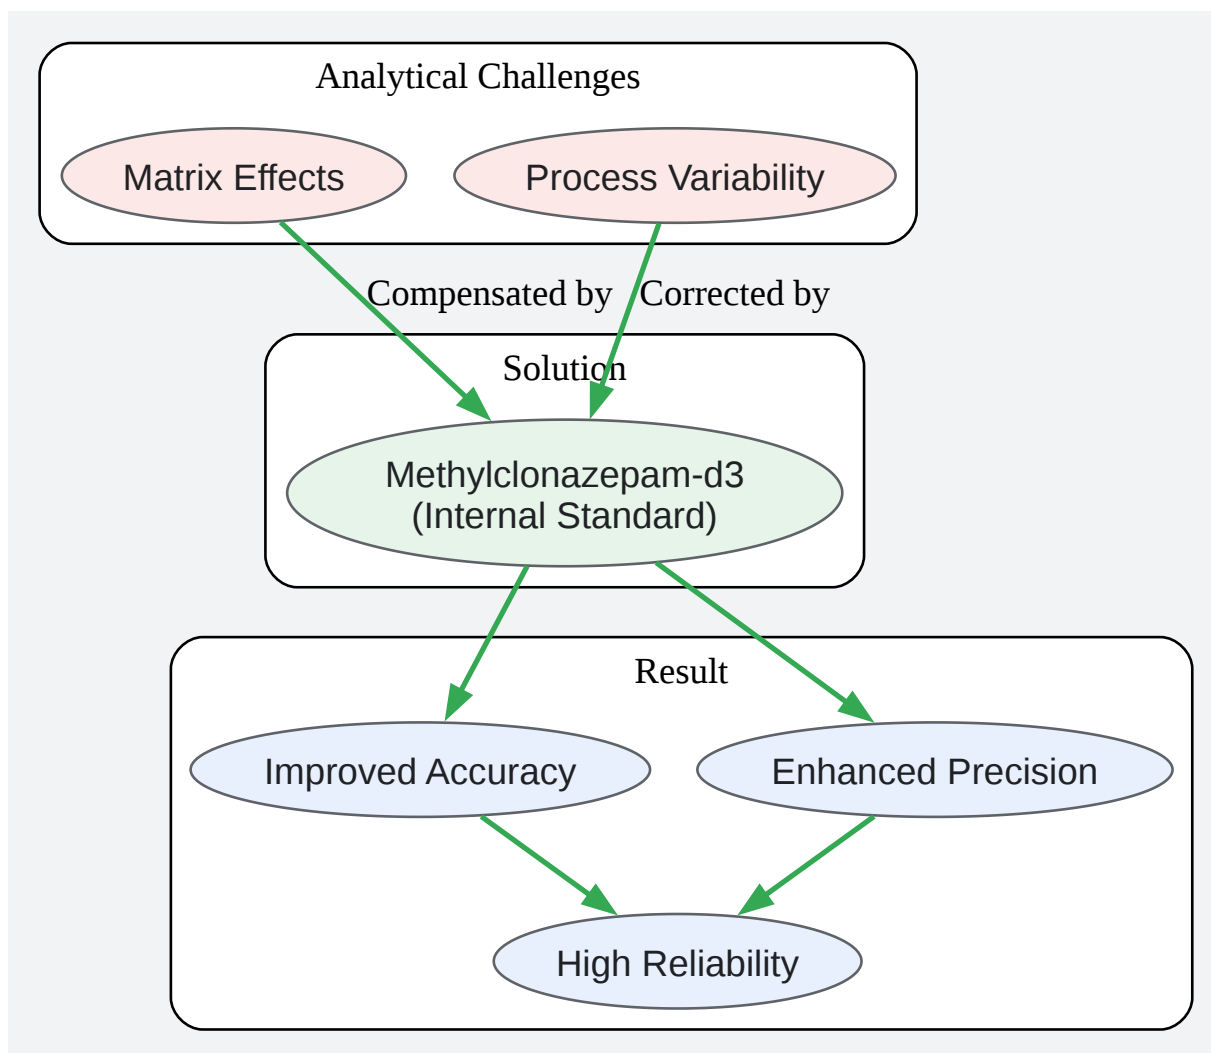 Analytical Challenges
Matrix Effects
Process Variability
Compensated by
Corrected by
Solution
Methylclonazepam-d3
(Internal Standard)
Result
Improved Accuracy
Enhanced Precision
High Reliability